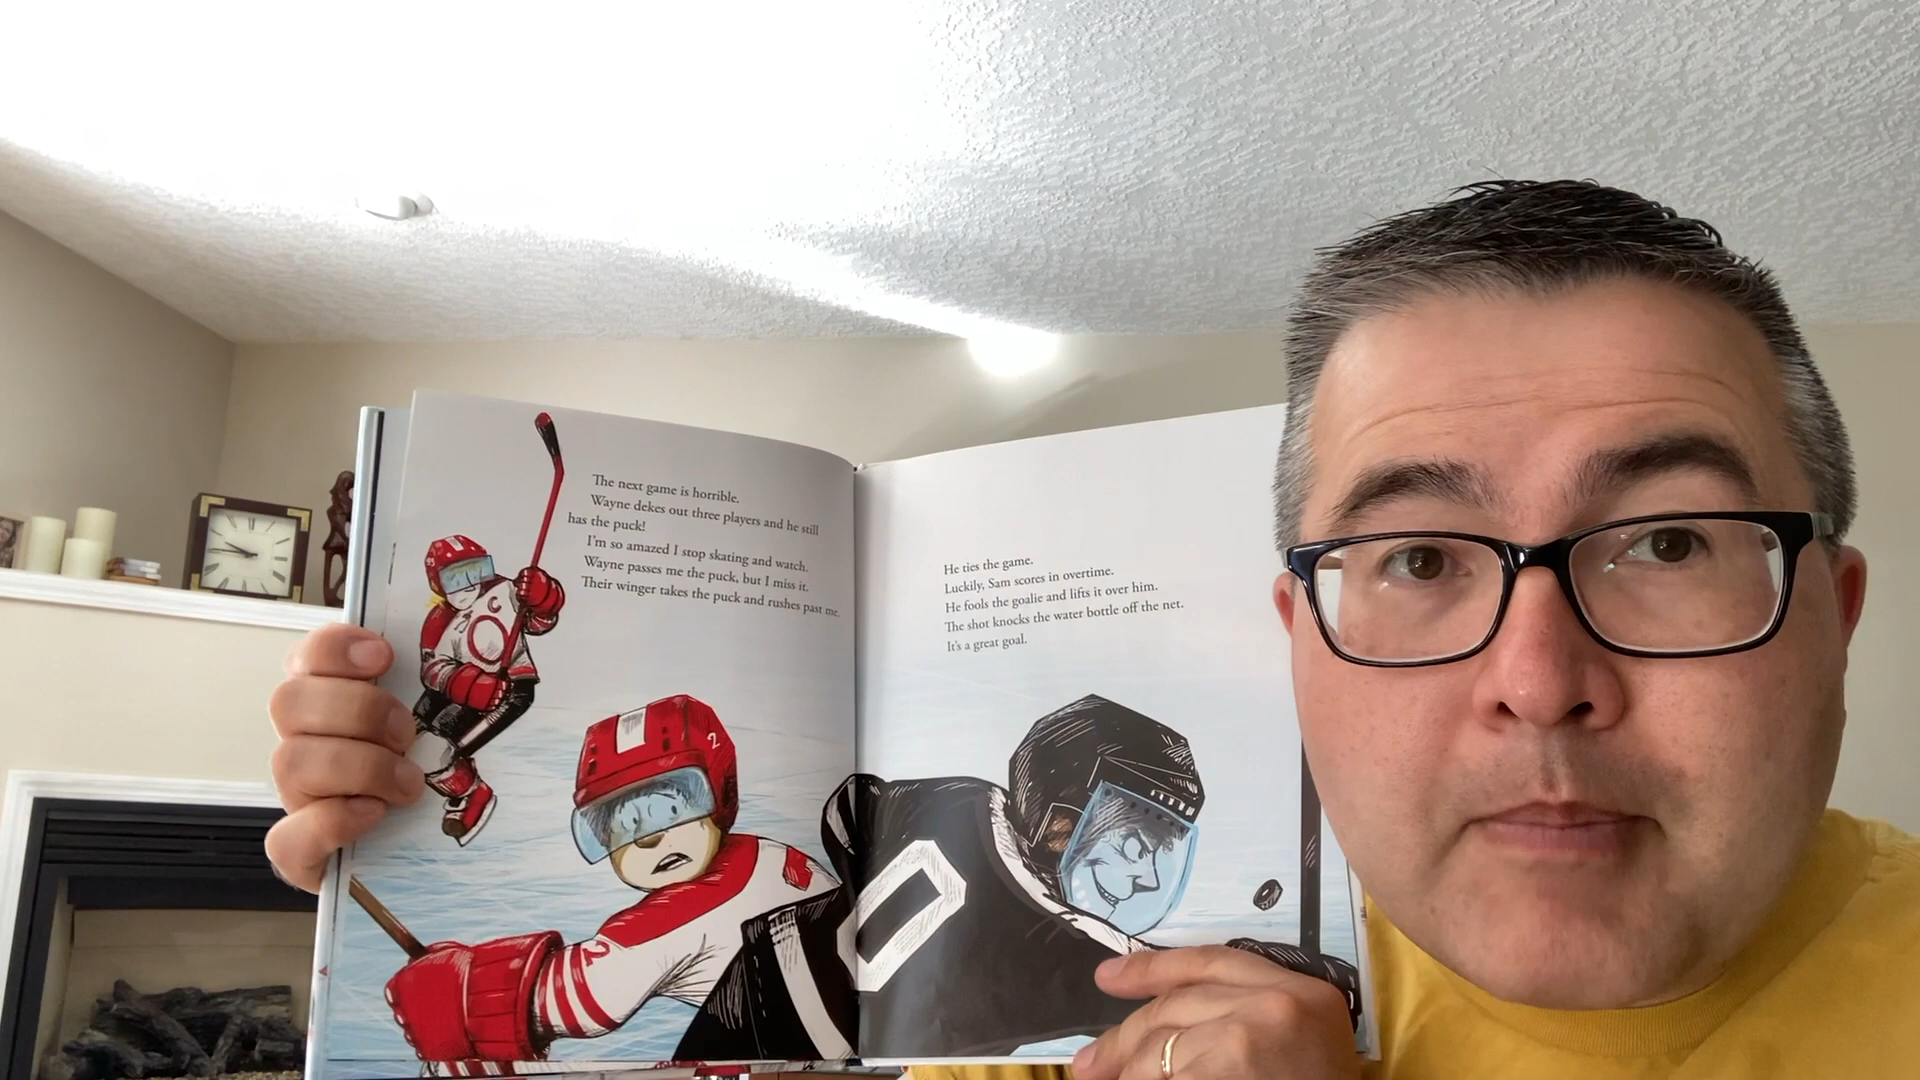 The next game is horrible.
Wayne dekes out three players and he still
has the puck!
I'm so amazed I stop skating and watch.
Wayne passes me the puck, but I miss it.
Their winger takes the puck and rushes past me.
He ties the game.
Luckily, Sam scores in overtime.
He fools the goalie and lifts it over him.
The shot knocks the water bottle off the net.
It's a great goal.
C
2
2
0